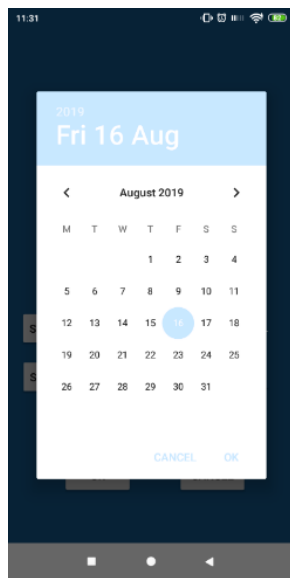 11:31
2019
Fri 16 Aug
August 2019
M T W T F S S
1 2 3 4
5 6 7 8 9 10 11
12 13 14 15 16 17 18
19 20 21 22 23 24 25
26 27 28 29 30 31
CANCEL OK